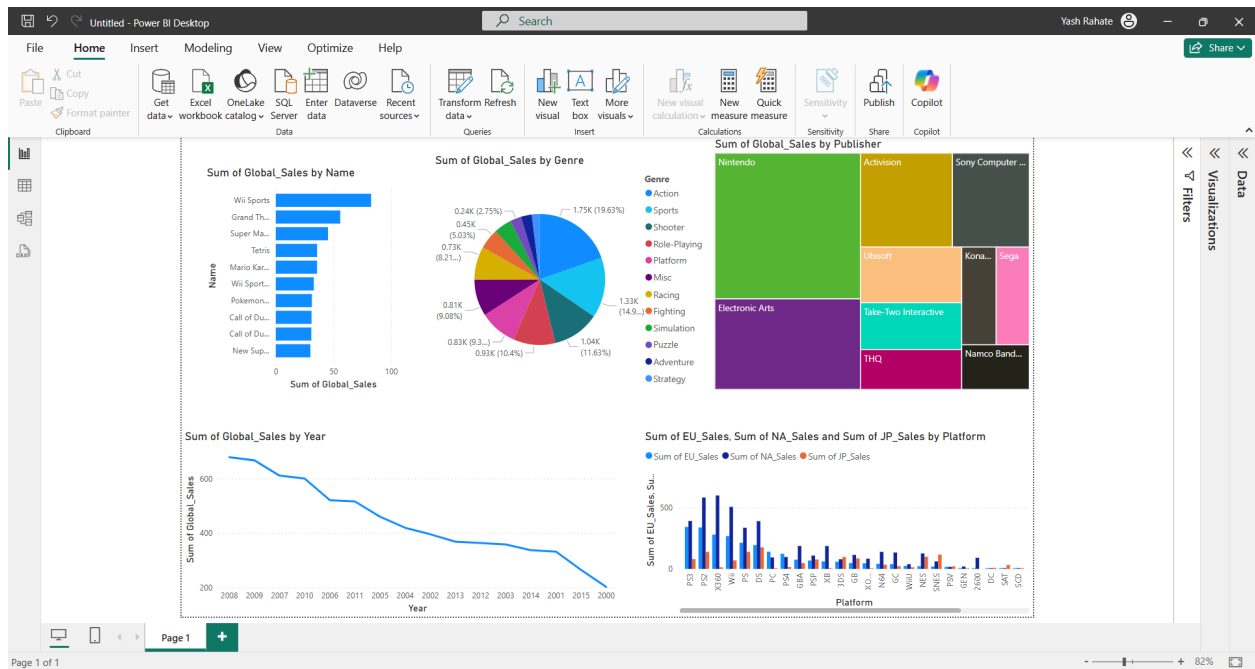 Untitled - Power BI Desktop
Search
Yash Rahate
File Home Insert Modeling View Optimize Help
Share
Paste
Cut
Copy
Format painter
Clipboard
Get data
Excel workbook
OneLake catalog
SQL Server
Enter data
Dataverse
Recent sources
Data
Transform data
Refresh
Queries
New visual
Text box
More visuals
Insert
New visual calculation
New measure
Quick measure
Calculations
Sensitivity
Sensitivity
Publish
Share
Copilot
Copilot
Sum of Global_Sales by Name
Name
Wii Sports
Grand Th...
Super Ma...
Tetris
Mario Kar...
Wii Sport...
Pokemon...
Call of Du...
Call of Du...
New Sup...
0 50 100
Sum of Global_Sales
Sum of Global_Sales by Genre
1.75K (19.63%)
1.33K (14.9...)
1.04K (11.63%)
0.93K (10.4%)
0.83K (9.3...)
0.81K (9.08%)
0.73K (8.21...)
0.45K (5.03%)
0.24K (2.75%)
Genre
Action
Sports
Shooter
Role-Playing
Platform
Misc
Racing
Fighting
Simulation
Puzzle
Adventure
Strategy
Sum of Global_Sales by Publisher
Nintendo
Electronic Arts
Activision
Sony Computer ...
Ubisoft
Take-Two Interactive
THQ
Kona...
Sega
Namco Band...
Sum of Global_Sales by Year
Sum of Global_Sales
600
400
200
2008 2009 2007 2010 2006 2011 2005 2004 2002 2013 2012 2003 2014 2001 2015 2000
Year
Sum of EU_Sales, Sum of NA_Sales and Sum of JP_Sales by Platform
Sum of EU_Sales Sum of NA_Sales Sum of JP_Sales
Sum of EU_Sales, Su...
500
0
PS3 PS2 X360 Wii PS DS PC PS4 GBA PSP XB 3DS GB XO... N64 GC WiiU NES SNES PSV GEN 2600 DC SAT SCD
Platform
Filters
Visualizations
Data
Page 1
Page 1 of 1
82%